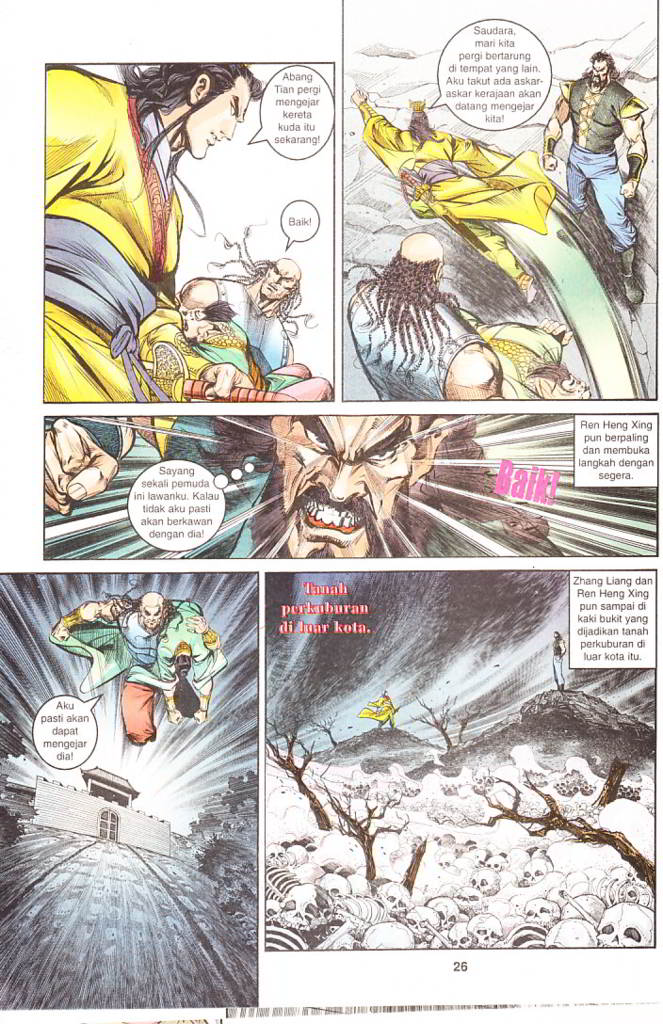 Abang
Tian pergi
mengejar
kereta
kuda itu
sekarang!
Baik!
Saudara,
mari kita
pergi bertarung
di tempat yang lain.
Aku takut ada askar-
askar kerajaan akan
datang mengejar
kita!
Sayang
sekali pemuda
ini lawanku. Kalau
tidak aku pasti
akan berkawan
dengan dia!
Baik!
Ren Heng Xing
pun berpaling
dan membuka
langkah dengan
segera.
Aku
pasti akan
dapat
mengejar
dia!
Tanah
perkuburan
di luar kota.
Zhang Liang dan
Ren Heng Xing
pun sampai di
kaki bukit yang
dijadikan tanah
perkuburan di
luar kota itu.
26